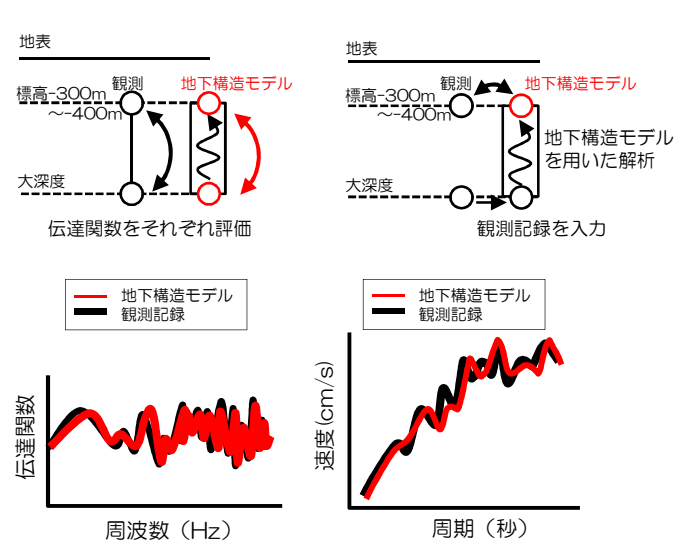 地表
標高-300m
～-400m
観測
地下構造モデル
大深度
伝達関数をそれぞれ評価
地表
標高-300m
～-400m
観測
地下構造モデル
地下構造モデル
を用いた解析
大深度
観測記録を入力
地下構造モデル
観測記録
伝達関数
周波数（Hz）
地下構造モデル
観測記録
速度(cm/s)
周期（秒）